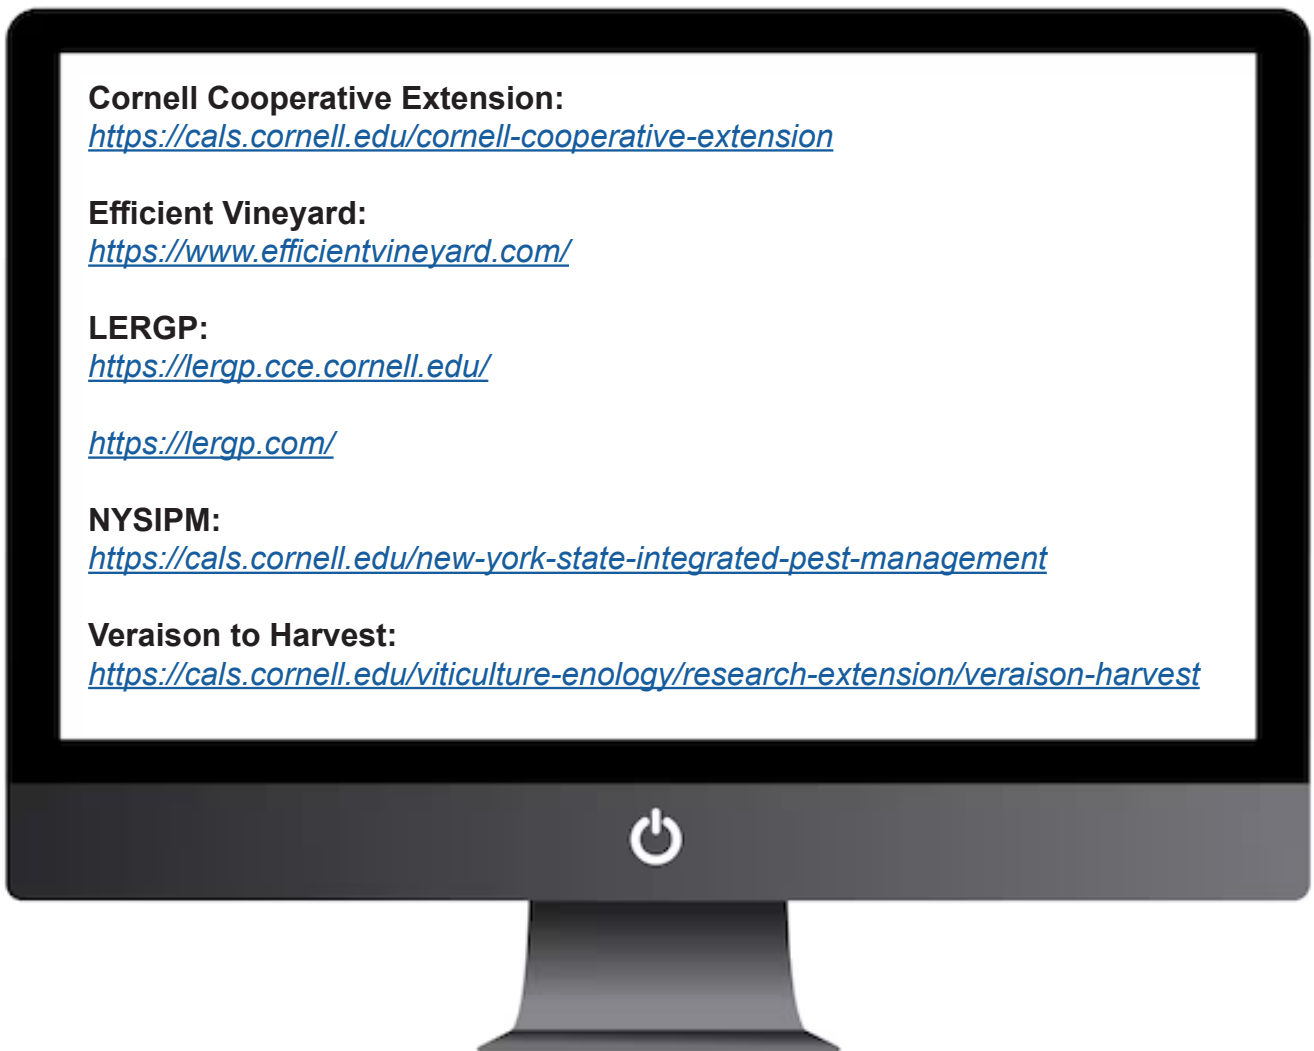 Cornell Cooperative Extension:
https://cals.cornell.edu/cornell-cooperative-extension
Efficient Vineyard:
https://www.efficientvineyard.com/
LERGP:
https://lergp.cce.cornell.edu/
https://lergp.com/
NYSIPM:
https://cals.cornell.edu/new-york-state-integrated-pest-management
Veraison to Harvest:
https://cals.cornell.edu/viticulture-enology/research-extension/veraison-harvest